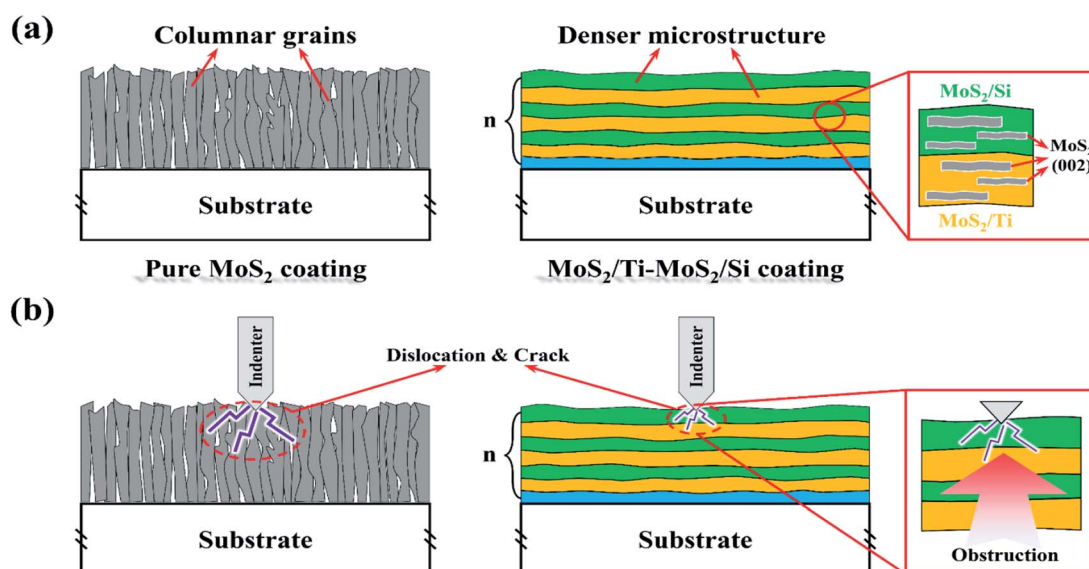 (a)
Columnar grains
Denser microstructure
MoS₂/Si
n
MoS₂
(002)
MoS₂/Ti
Substrate
Substrate
Pure MoS₂ coating
MoS₂/Ti-MoS₂/Si coating
(b)
Indenter
Dislocation & Crack
Indenter
n
Substrate
Substrate
Obstruction